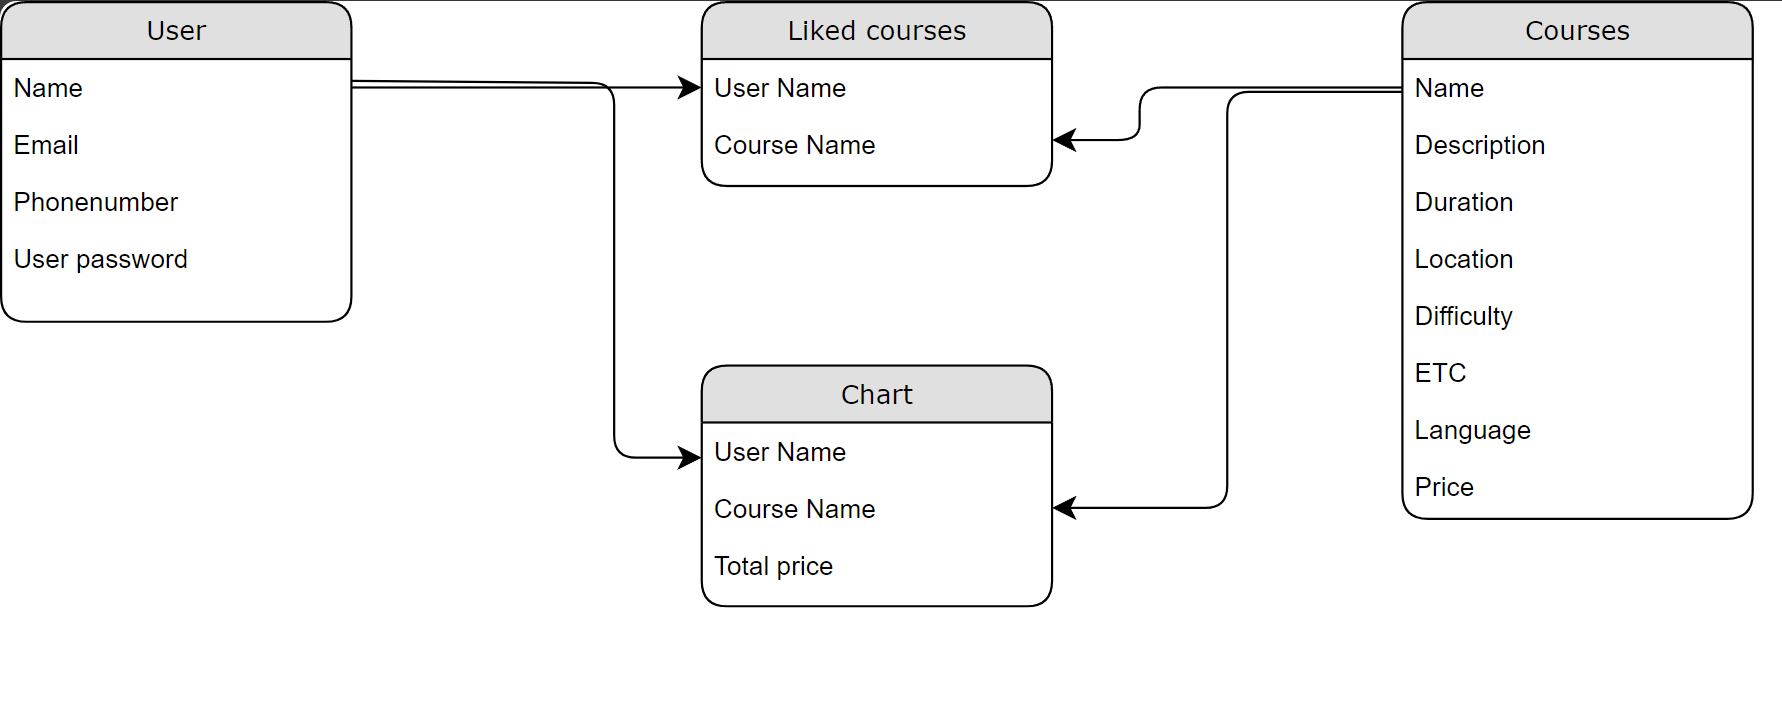 User
Name
Email
Phonenumber
User password
Liked courses
User Name
Course Name
Chart
User Name
Course Name
Total price
Courses
Name
Description
Duration
Location
Difficulty
ETC
Language
Price